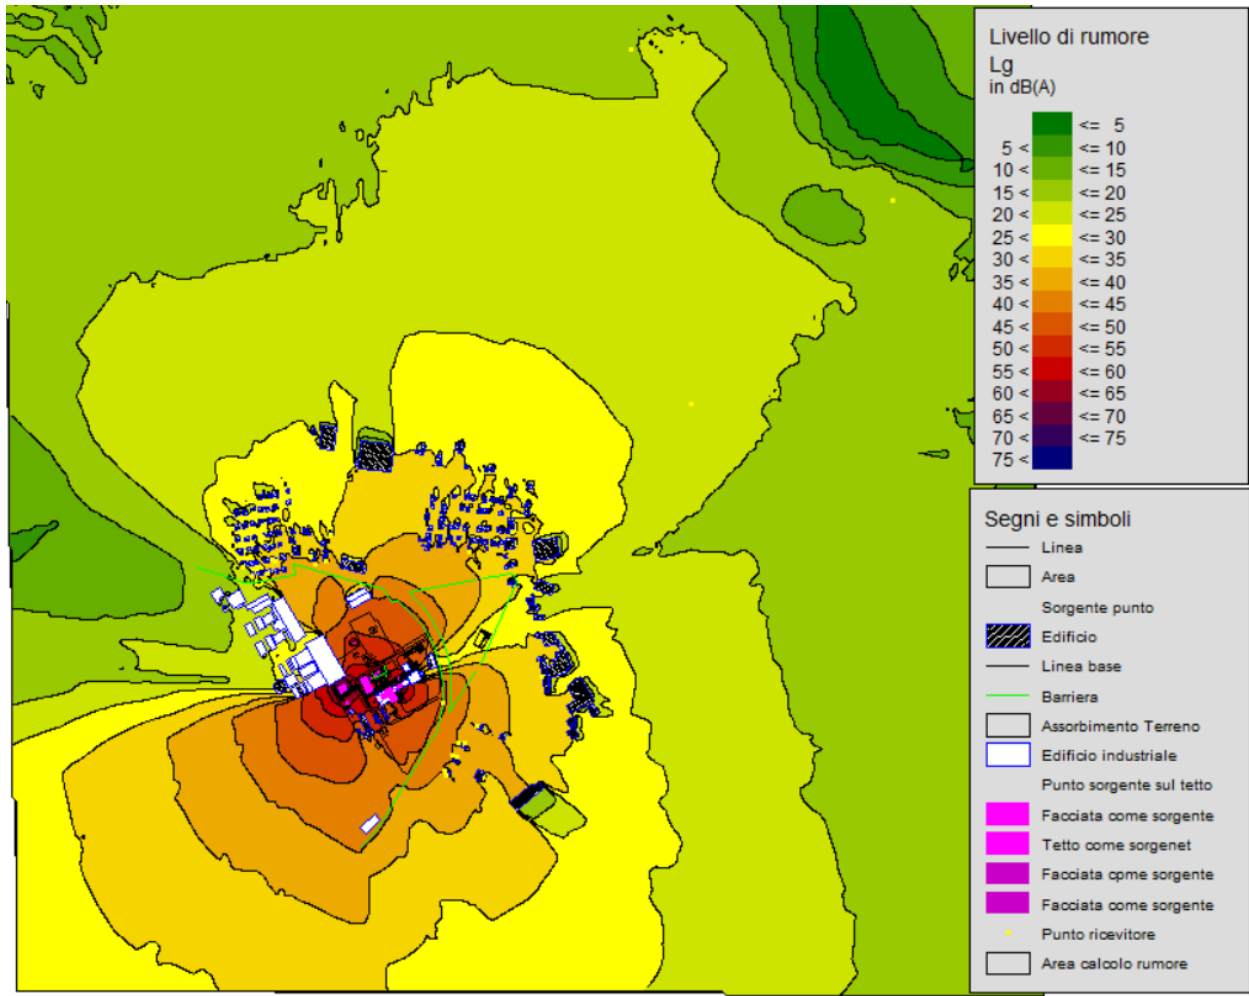 Livello di rumore
Lg
in dB(A)
<= 5
5 < <= 10
10 < <= 15
15 < <= 20
20 < <= 25
25 < <= 30
30 < <= 35
35 < <= 40
40 < <= 45
45 < <= 50
50 < <= 55
55 < <= 60
60 < <= 65
65 < <= 70
70 < <= 75
75 <
Segni e simboli
Linea
Area
Sorgente punto
Edificio
Linea base
Barriera
Assorbimento Terreno
Edificio industriale
Punto sorgente sul tetto
Facciata come sorgente
Tetto come sorgenet
Facciata cpme sorgente
Facciata come sorgente
Punto ricevitore
Area calcolo rumore